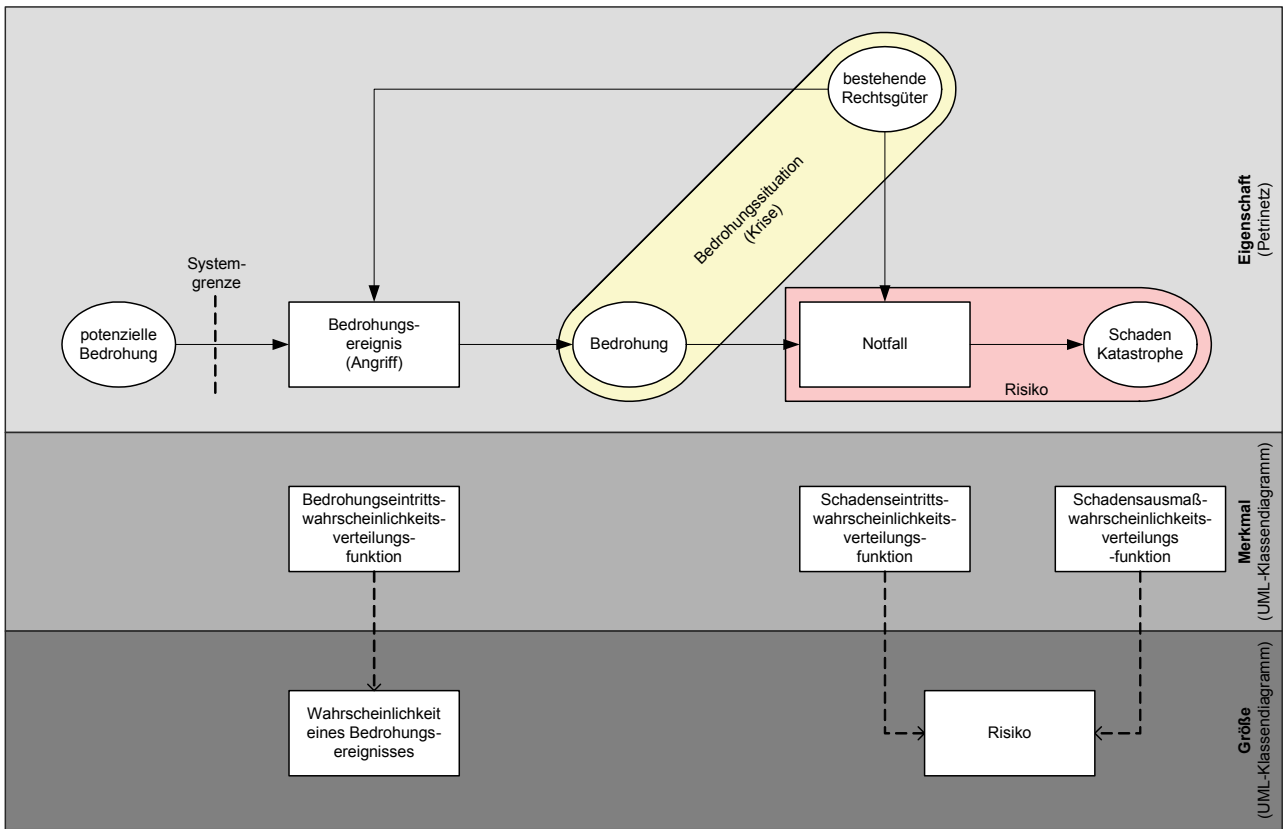 bestehende
Rechtsgüter
Bedrohungssituation
(Krise)
Eigenschaft
(Petrinetz)
System-
grenze
potenzielle
Bedrohung
Bedrohungs-
ereignis
(Angriff)
Bedrohung
Notfall
Schaden
Katastrophe
Risiko
Bedrohungseintritts-
wahrscheinlichkeits-
verteilungs-
funktion
Schadenseintritts-
wahrscheinlichkeits-
verteilungs-
funktion
Schadensausmaß-
wahrscheinlichkeits-
verteilungs
-funktion
Merkmal
(UML-Klassendiagramm)
Wahrscheinlichkeit
eines Bedrohungs-
ereignisses
Risiko
Größe
(UML-Klassendiagramm)